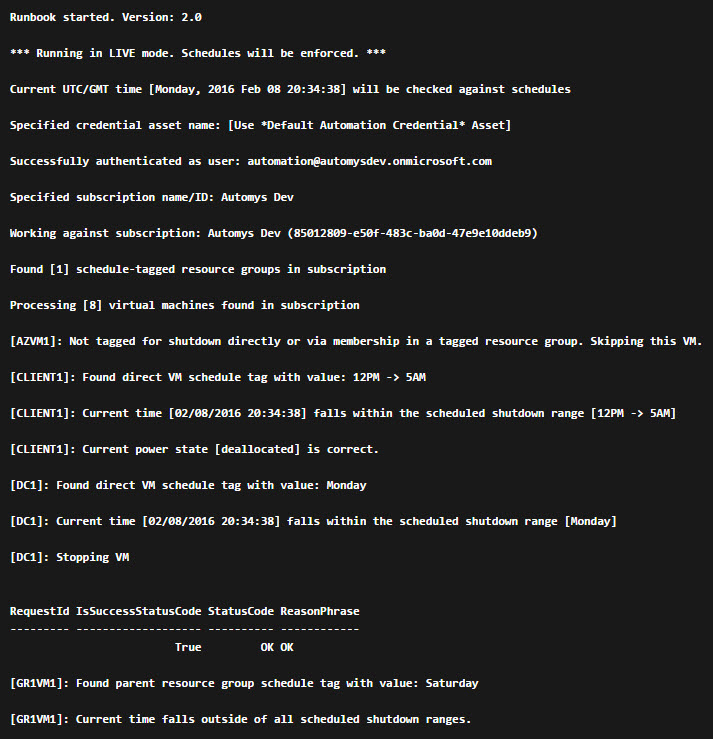 Runbook started. Version: 2.0
*** Running in LIVE mode. Schedules will be enforced. ***
Current UTC/GMT time [Monday, 2016 Feb 08 20:34:38] will be checked against schedules
Specified credential asset name: [Use *Default Automation Credential* Asset]
Successfully authenticated as user: automation@automysdev.onmicrosoft.com
Specified subscription name/ID: Automys Dev
Working against subscription: Automys Dev (85012809-e50f-483c-ba0d-47e9e10ddeb9)
Found [1] schedule-tagged resource groups in subscription
Processing [8] virtual machines found in subscription
[AZVM1]: Not tagged for shutdown directly or via membership in a tagged resource group. Skipping this VM.
[CLIENT1]: Found direct VM schedule tag with value: 12PM -> 5AM
[CLIENT1]: Current time [02/08/2016 20:34:38] falls within the scheduled shutdown range [12PM -> 5AM]
[CLIENT1]: Current power state [deallocated] is correct.
[DC1]: Found direct VM schedule tag with value: Monday
[DC1]: Current time [02/08/2016 20:34:38] falls within the scheduled shutdown range [Monday]
[DC1]: Stopping VM
RequestId IsSuccessStatusCode StatusCode ReasonPhrase
--------- ------------------- ---------- ------------
True OK OK
[GR1VM1]: Found parent resource group schedule tag with value: Saturday
[GR1VM1]: Current time falls outside of all scheduled shutdown ranges.